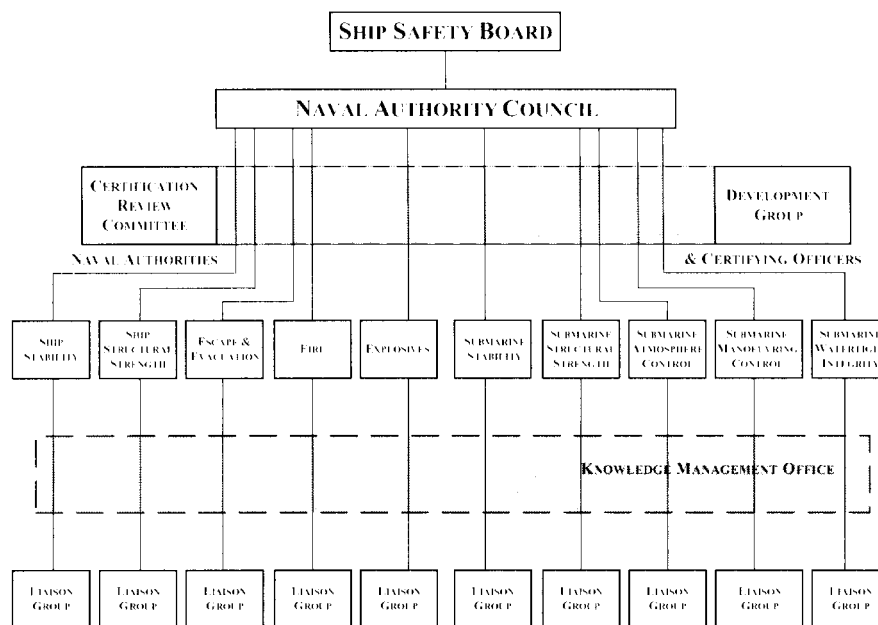 SHIP SAFETY BOARD
NAVAL AUTHORITY COUNCIL
CERTIFICATION
REVIEW
COMMITTEE
DEVELOPMENT
GROUP
NAVAL AUTHORITIES
& CERTIFYING OFFICERS
SHIP
STABILITY
SHIP
STRUCTURAL
STRENGTH
ESCAPE &
EVACUATION
FIRE
EXPLOSIVES
SUBMARINE
STABILITY
SUBMARINE
STRUCTURAL
STRENGTH
SUBMARINE
ATMOSPHERE
CONTROL
SUBMARINE
MANOEUVRING
CONTROL
SUBMARINE
WATERTIGHT
INTEGRITY
KNOWLEDGE MANAGEMENT OFFICE
LIAISON
GROUP
LIAISON
GROUP
LIAISON
GROUP
LIAISON
GROUP
LIAISON
GROUP
LIAISON
GROUP
LIAISON
GROUP
LIAISON
GROUP
LIAISON
GROUP
LIAISON
GROUP